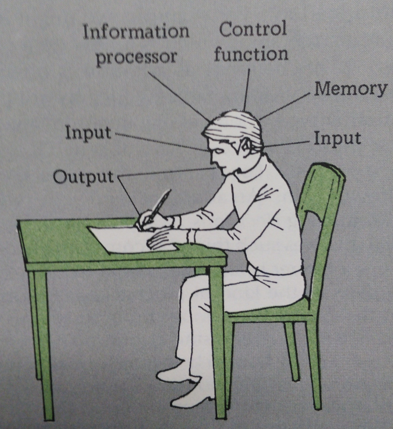 Information
processor
Control
function
Memory
Input
Input
Output